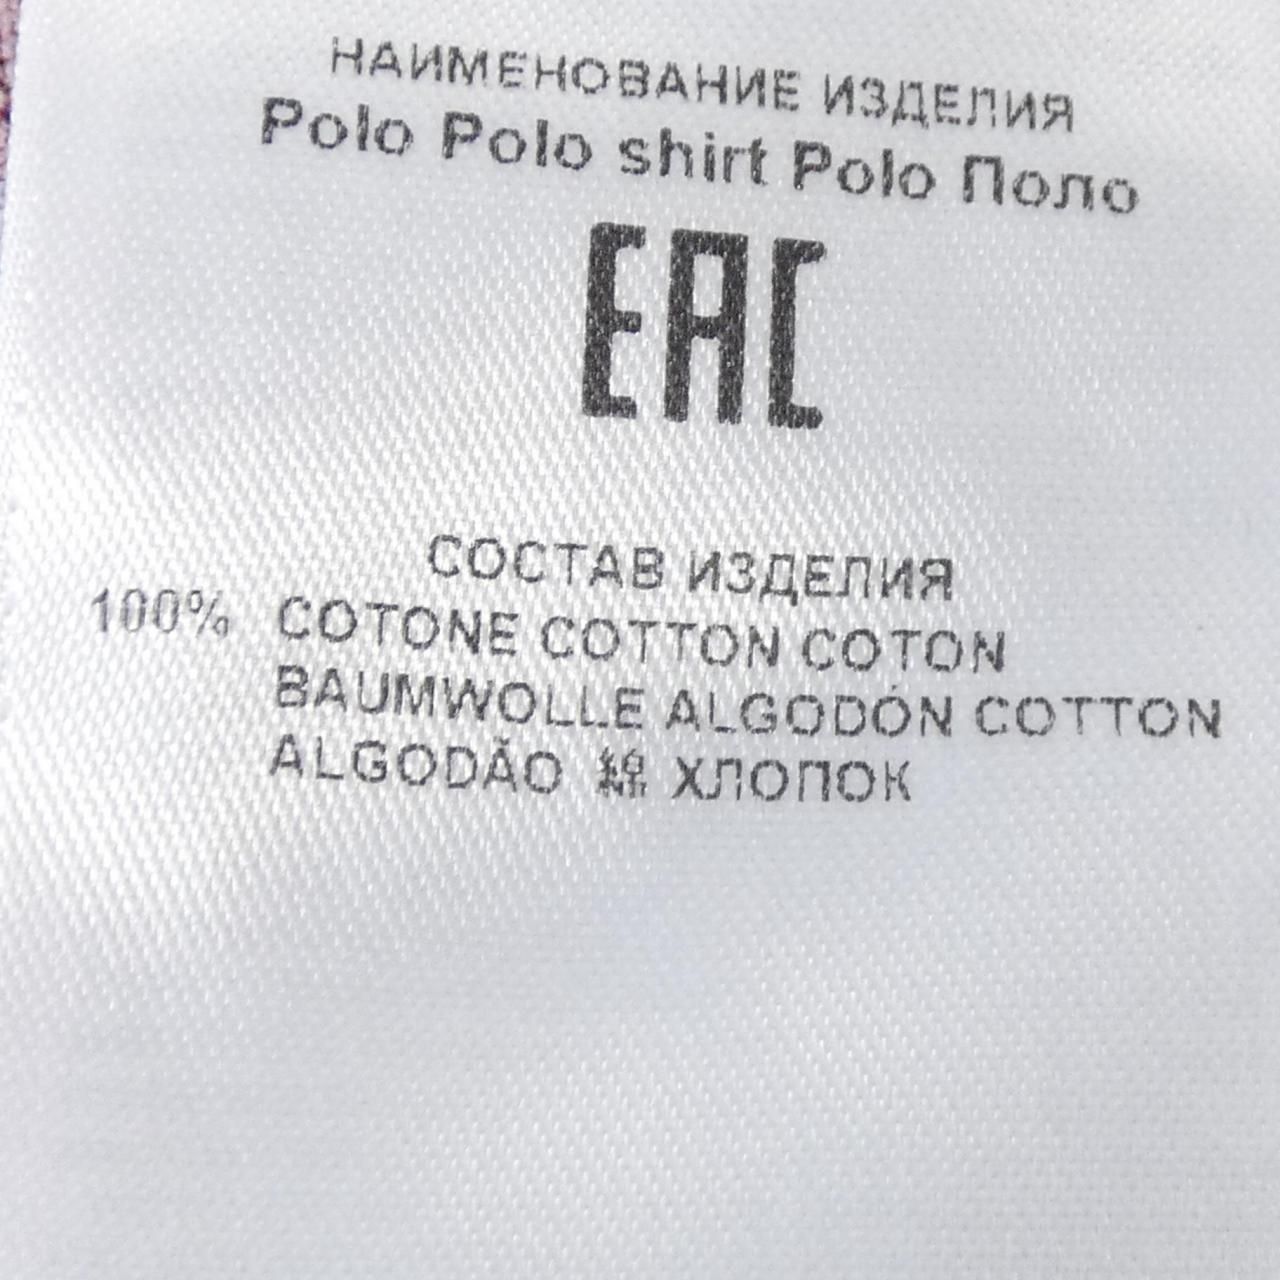 НАИМЕНОВАНИЕ ИЗДЕЛИЯ
Polo Polo shirt Polo Поло
EAC
СОСТАВ ИЗДЕЛИЯ
100% COTONE COTTON COTON
BAUMWOLLE ALGODÓN COTTON
ALGODÃO 綿 ХЛОПОК